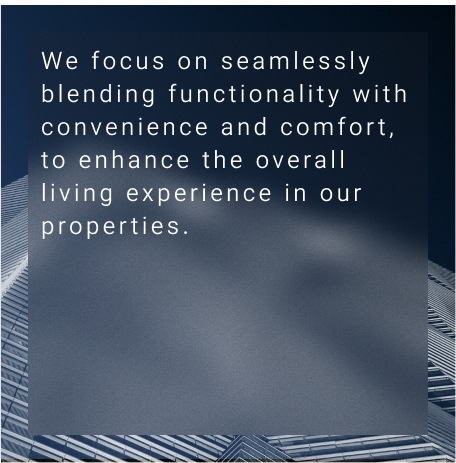 We focus on seamlessly
blending functionality with
convenience and comfort,
to enhance the overall
living experience in our
properties.